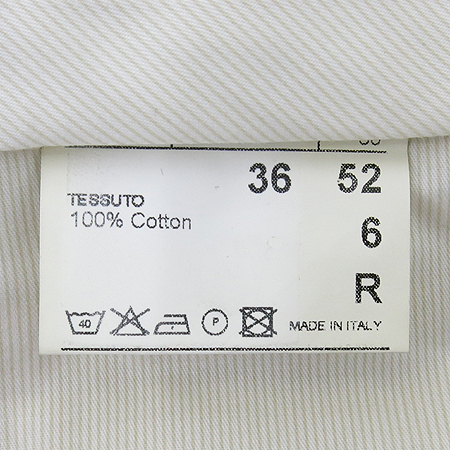 36 52
TESSUTO
100% Cotton
6
R
40 P
MADE IN ITALY